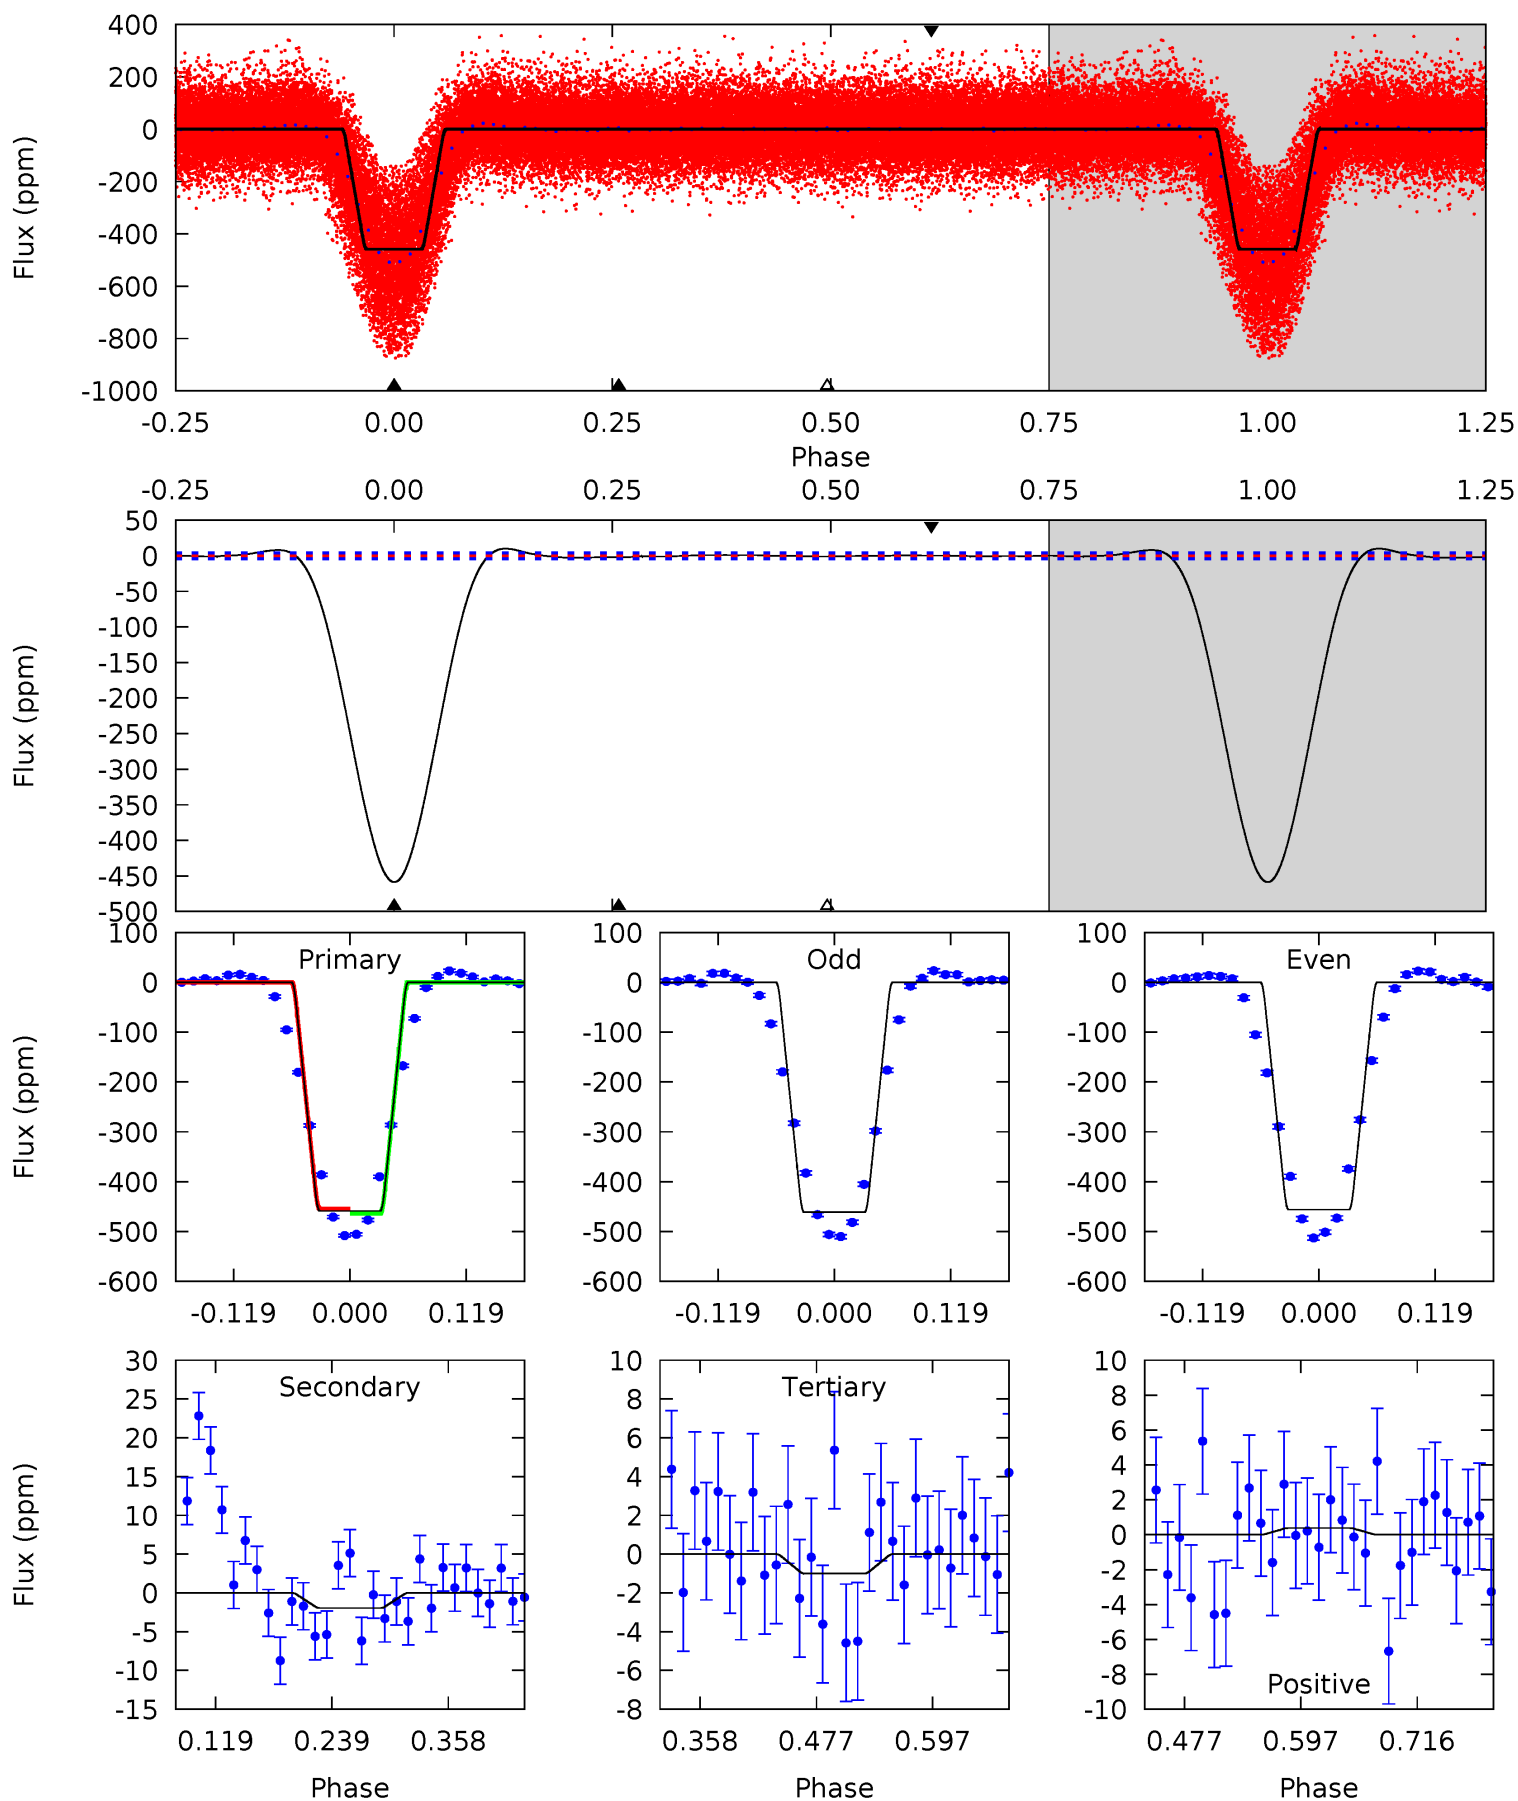 400
200
0
-200
-400
-600
-800
-1000
Flux (ppm)
-0.25 0.00 0.25 0.50 0.75 1.00 1.25
Phase
-0.25 0.00 0.25 0.50 0.75 1.00 1.25
50
0
-50
-100
-150
-200
-250
-300
-350
-400
-450
-500
Flux (ppm)
100 100 100
Primary Odd Even
0 0 0
-100 -100 -100
-200 -200 -200
-300 -300 -300
-400 -400 -400
-500 -500 -500
-600 -600 -600
Flux (ppm)
-0.119 0.000 0.119 -0.119 0.000 0.119 -0.119 0.000 0.119
Secondary
30
25
20
15
10
5
0
-5
-10
-15
Flux (ppm)
0.119 0.239 0.358
Phase
Tertiary
10
8
6
4
2
0
-2
-4
-6
-8
0.358 0.477 0.597
Phase
10
8
6
4
2
0
-2
-4
-6
-8
-10
Positive
0.477 0.597 0.716
Phase